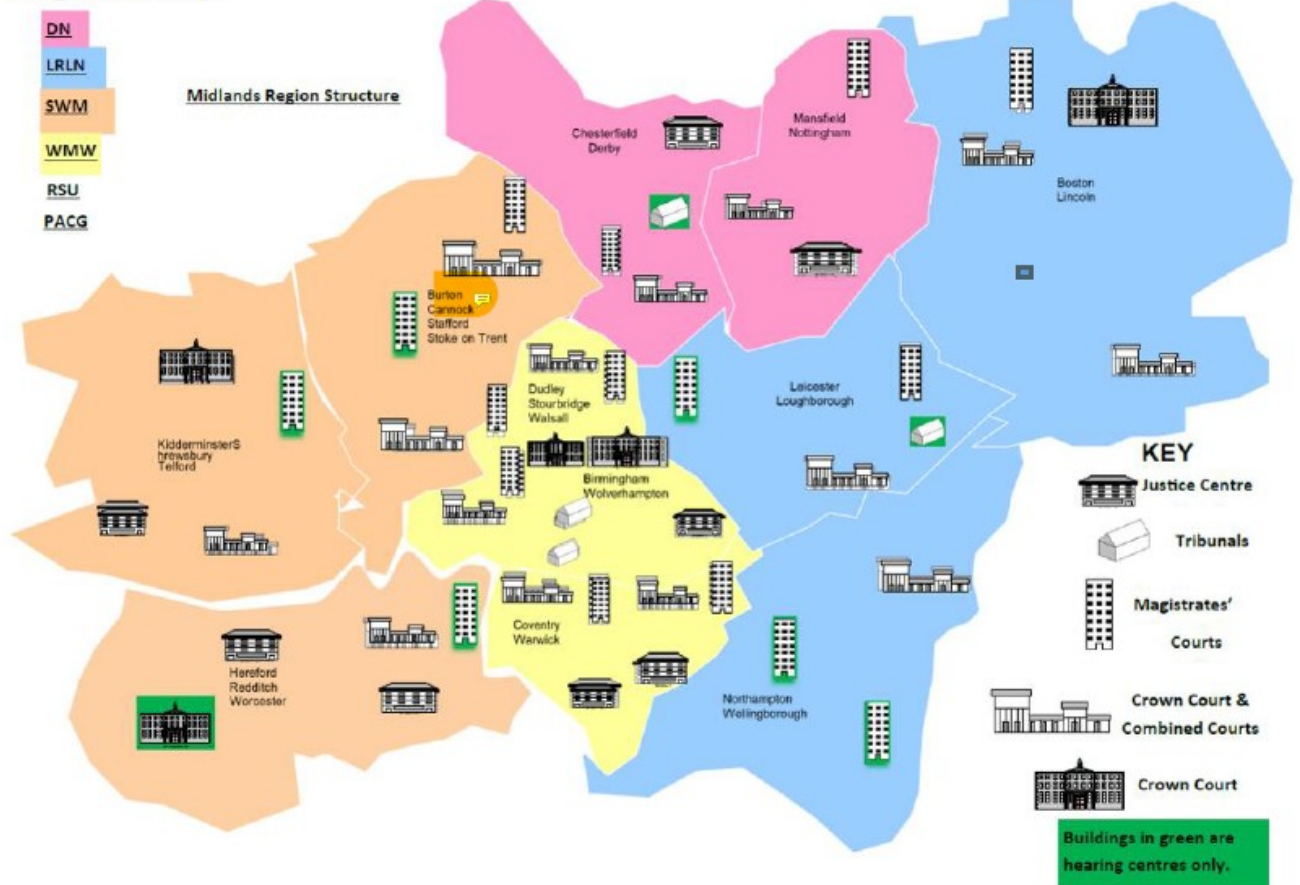 DN
LRLN
SWM
WMW
RSU
PACG
Midlands Region Structure
Chesterfield
Derby
Mansfield
Nottingham
Boston
Lincoln
Burton
Cannock
Stafford
Stoke on Trent
Dudley
Stourbridge
Walsall
Leicester
Loughborough
KidderminsterS
hrewsbury
Telford
Birmingham
Wolverhampton
Coventry
Warwick
Hereford
Redditch
Worcester
Northampton
Wellingborough
KEY
Justice Centre
Tribunals
Magistrates’
Courts
Crown Court &
Combined Courts
Crown Court
Buildings in green are
hearing centres only.